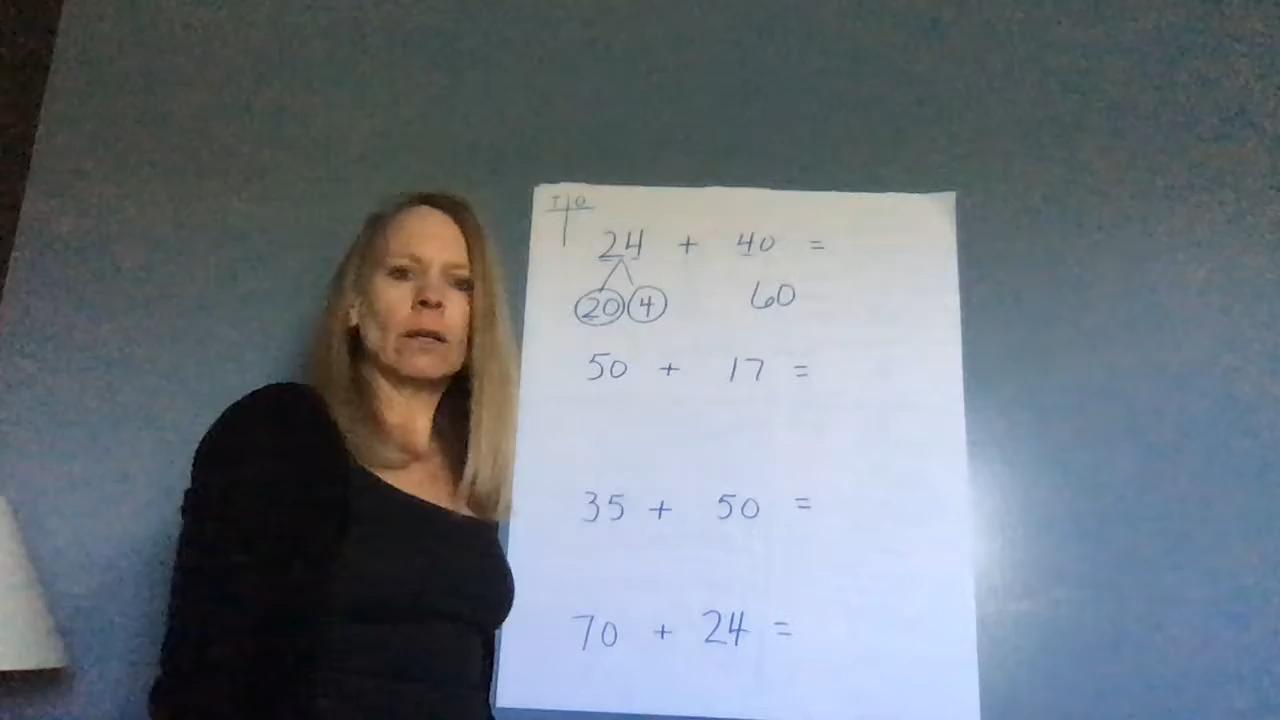 T O
24 + 40 =
20 4 60
50 + 17 =
35 + 50 =
70 + 24 =